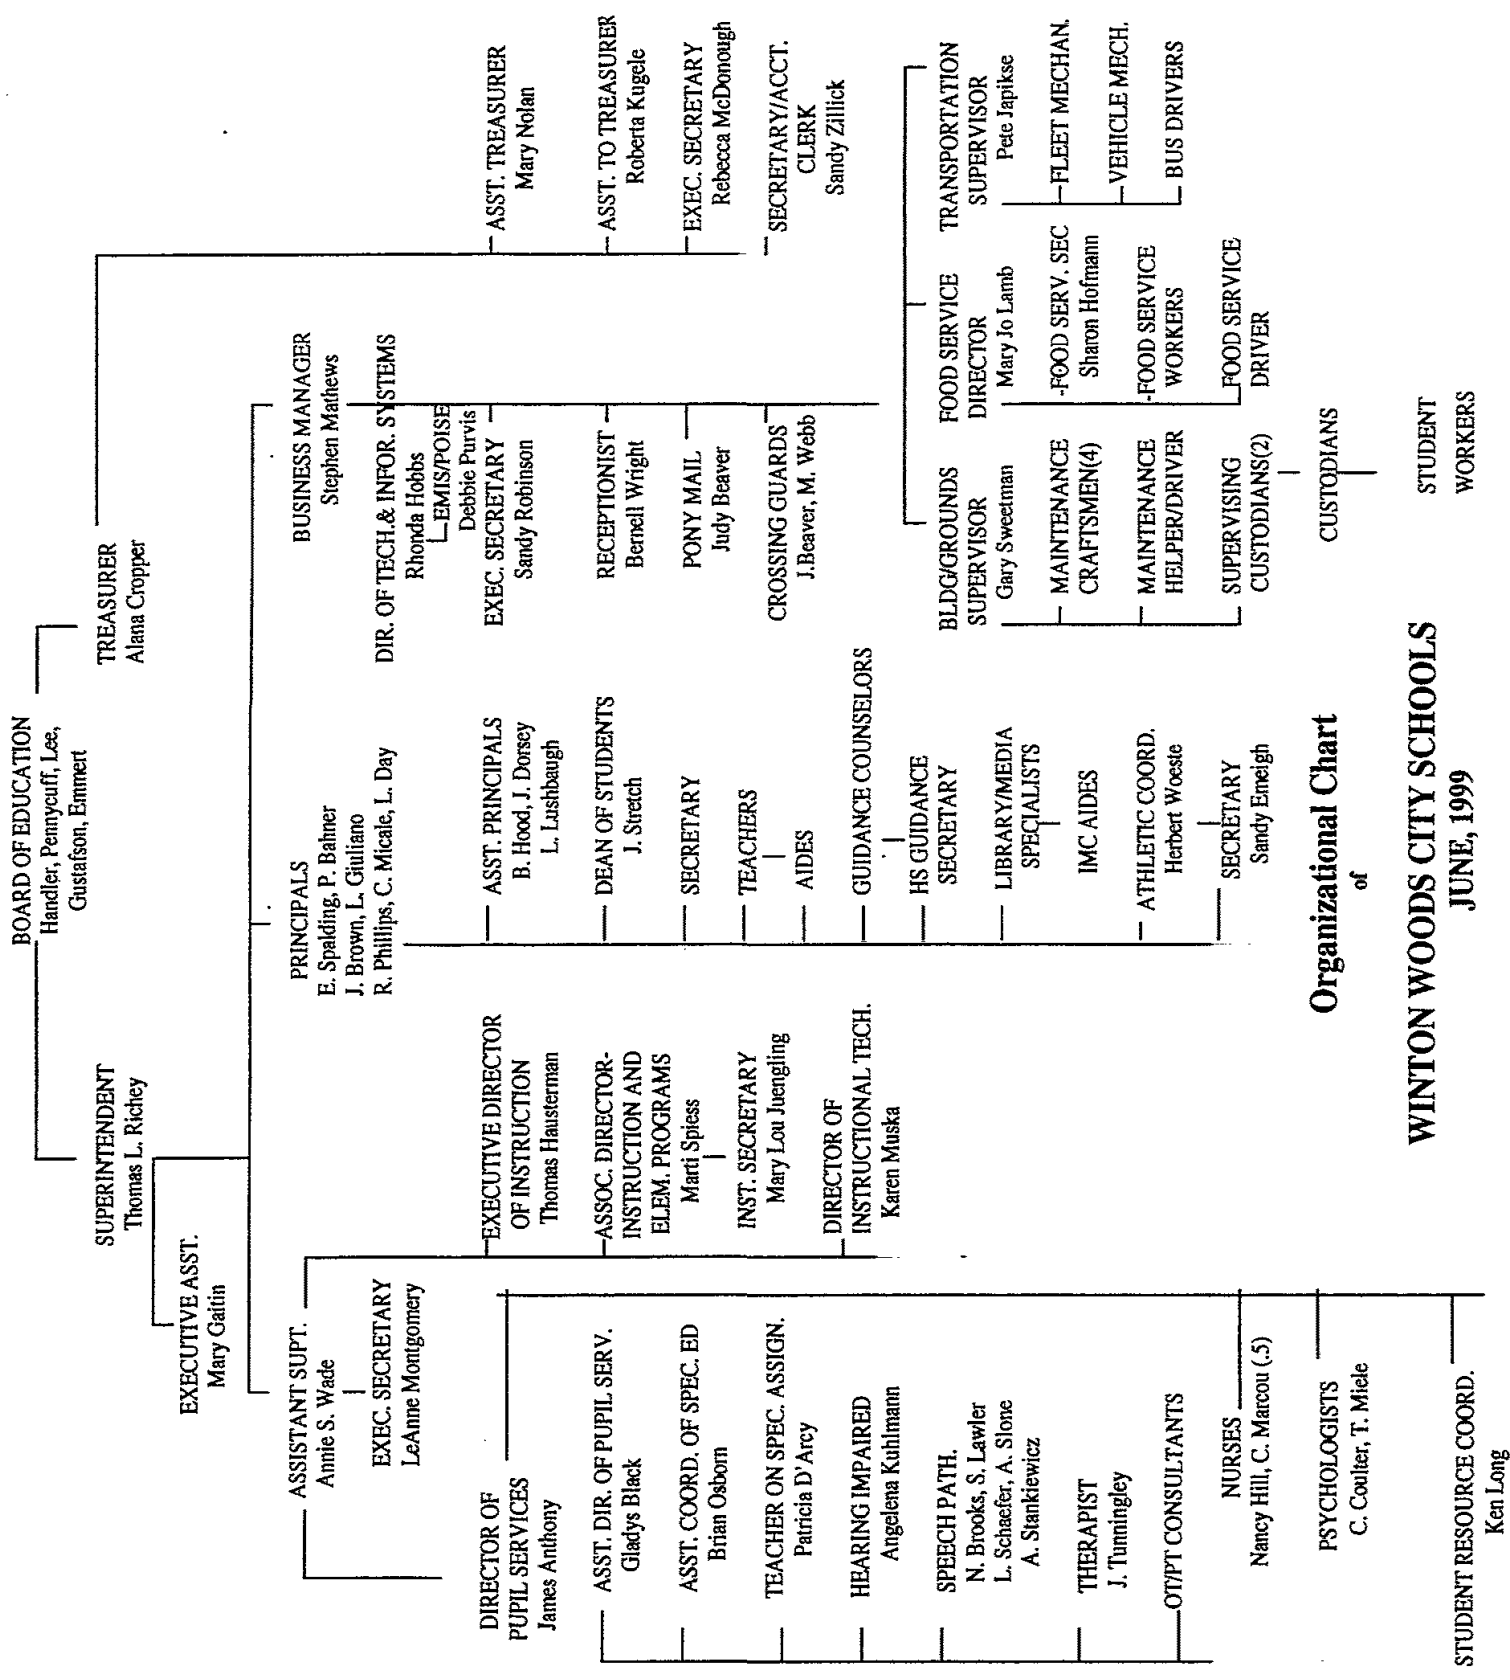 BOARD OF EDUCATION
Handler, Pennycuff, Lee,
Gustafson, Emmert
SUPERINTENDENT
Thomas L. Richey
TREASURER
Alana Cropper
EXECUTIVE ASST.
Mary Gaitin
ASSISTANT SUPT.
Annie S. Wade
EXEC. SECRETARY
LeAnne Montgomery
DIRECTOR OF
PUPIL SERVICES
James Anthony
ASST. DIR. OF PUPIL SERV.
Gladys Black
ASST. COORD. OF SPEC. ED
Brian Osborn
TEACHER ON SPEC. ASSIGN.
Patricia D'Arcy
HEARING IMPAIRED
Angelena Kuhlmann
SPEECH PATH.
N. Brooks, S. Lawler
L. Schaefer, A. Slone
A. Stankiewicz
THERAPIST
J. Tunningley
OT/PT CONSULTANTS
NURSES
Nancy Hill, C. Marcou (.5)
PSYCHOLOGISTS
C. Coulter, T. Miele
STUDENT RESOURCE COORD.
Ken Long
EXECUTIVE DIRECTOR
OF INSTRUCTION
Thomas Hausterman
ASSOC. DIRECTOR-
INSTRUCTION AND
ELEM. PROGRAMS
Marti Spiess
INST. SECRETARY
Mary Lou Juengling
DIRECTOR OF
INSTRUCTIONAL TECH.
Karen Muska
PRINCIPALS
E. Spalding, P. Bahner
J. Brown, L. Giuliano
R. Phillips, C. Micale, L. Day
ASST. PRINCIPALS
B. Hood, J. Dorsey
L. Lushbaugh
DEAN OF STUDENTS
J. Stretch
SECRETARY
TEACHERS
AIDES
GUIDANCE COUNSELORS
HS GUIDANCE
SECRETARY
LIBRARY/MEDIA
SPECIALISTS
IMC AIDES
ATHLETIC COORD.
Herbert Woeste
SECRETARY
Sandy Emeigh
BUSINESS MANAGER
Stephen Mathews
DIR. OF TECH.& INFOR. SYSTEMS
Rhonda Hobbs
EMIS/POISE
Debbie Purvis
EXEC. SECRETARY
Sandy Robinson
RECEPTIONIST
Bernell Wright
PONY MAIL
Judy Beaver
CROSSING GUARDS
J.Beaver, M. Webb
BLDG/GROUNDS
SUPERVISOR
Gary Sweetman
MAINTENANCE
CRAFTSMEN(4)
MAINTENANCE
HELPER/DRIVER
SUPERVISING
CUSTODIANS(2)
CUSTODIANS
STUDENT
WORKERS
FOOD SERVICE
DIRECTOR
Mary Jo Lamb
-FOOD SERV. SEC
Sharon Hofmann
-FOOD SERVICE
WORKERS
FOOD SERVICE
DRIVER
TRANSPORTATION
SUPERVISOR
Pete Japikse
FLEET MECHAN.
VEHICLE MECH.
BUS DRIVERS
ASST. TREASURER
Mary Nolan
ASST. TO TREASURER
Roberta Kugele
EXEC. SECRETARY
Rebecca McDonough
SECRETARY/ACCT.
CLERK
Sandy Zillick
Organizational Chart
of
WINTON WOODS CITY SCHOOLS
JUNE, 1999